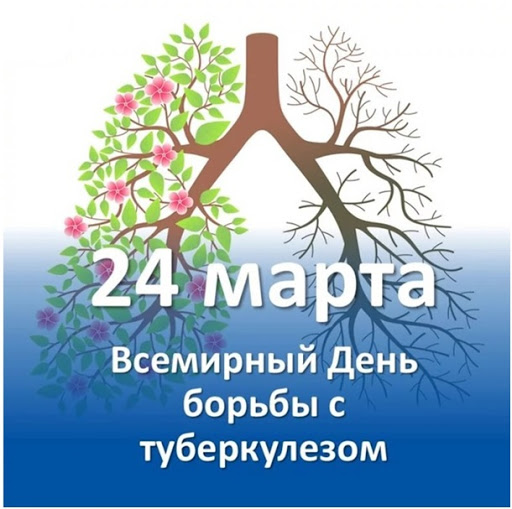 24 марта
Всемирный День
борьбы с
туберкулезом